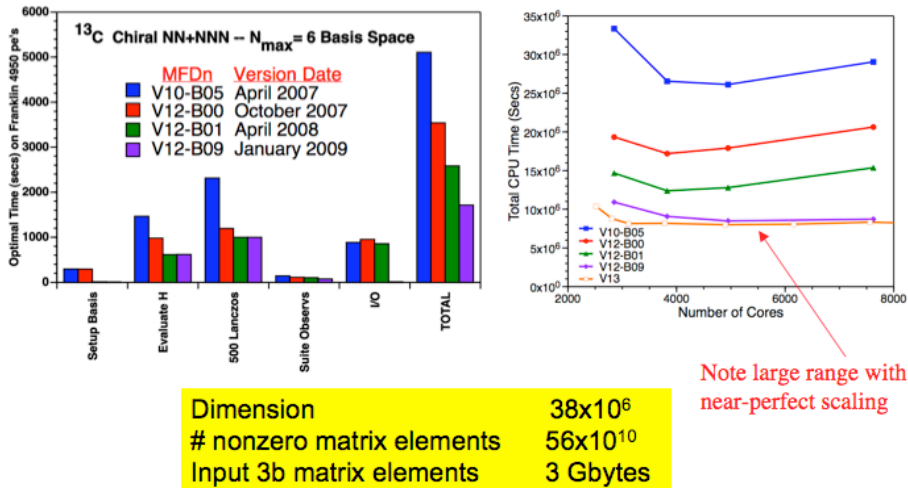 ¹³C Chiral NN+NNN -- Nmax= 6 Basis Space
MFDn Version Date
V10-B05 April 2007
V12-B00 October 2007
V12-B01 April 2008
V12-B09 January 2009
Optimal Time (secs) on Franklin 4950 pe's
6000
5000
4000
3000
2000
1000
0
Setup Basis
Evaluate H
500 Lanczos
Suite Observs
I/O
TOTAL
Total CPU Time (Secs)
35x10⁶
30x10⁶
25x10⁶
20x10⁶
15x10⁶
10x10⁶
5x10⁶
0x10⁰
V10-B05
V12-B00
V12-B01
V12-B09
V13
2000 4000 6000 8000
Number of Cores
Note large range with
near-perfect scaling
Dimension 38x10⁶
# nonzero matrix elements 56x10¹⁰
Input 3b matrix elements 3 Gbytes